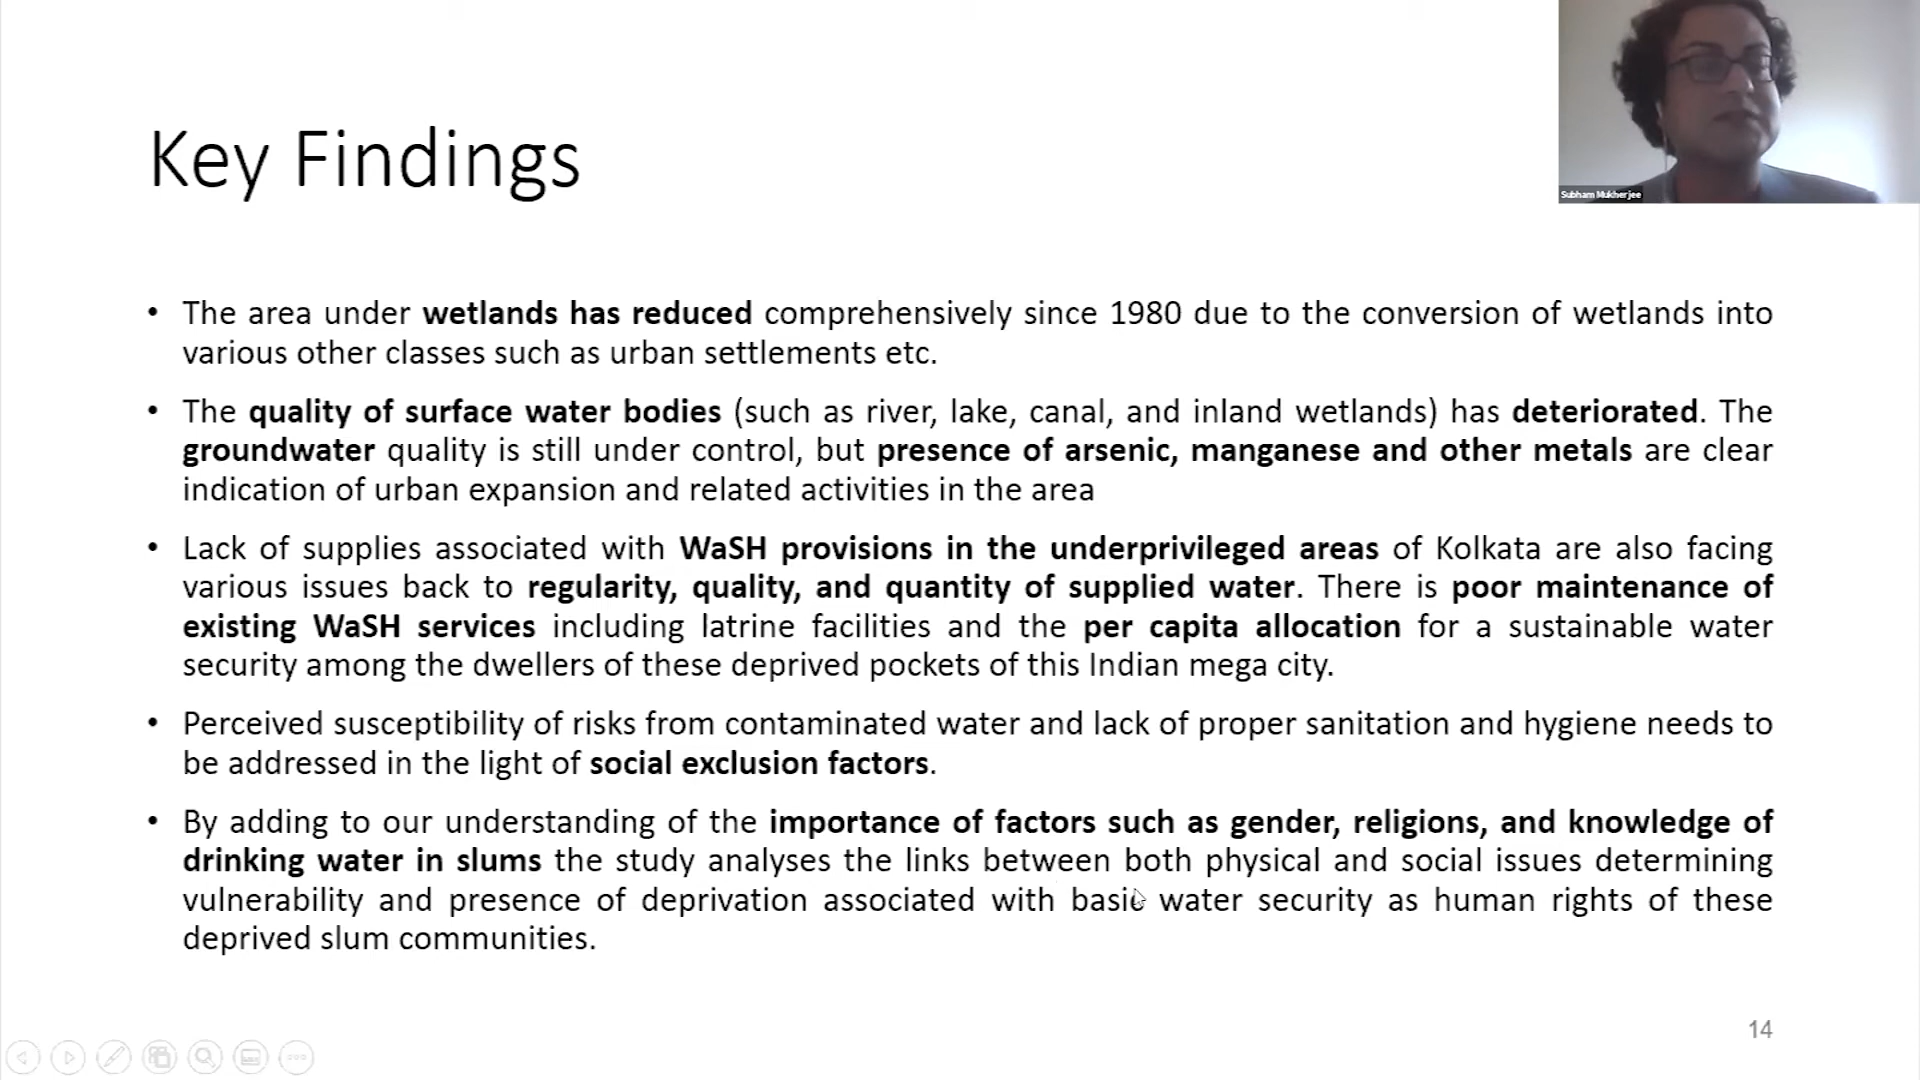 Subham Mukherjee
Key Findings
• The area under wetlands has reduced comprehensively since 1980 due to the conversion of wetlands into
various other classes such as urban settlements etc.
• The quality of surface water bodies (such as river, lake, canal, and inland wetlands) has deteriorated. The
groundwater quality is still under control, but presence of arsenic, manganese and other metals are clear
indication of urban expansion and related activities in the area
• Lack of supplies associated with WaSH provisions in the underprivileged areas of Kolkata are also facing
various issues back to regularity, quality, and quantity of supplied water. There is poor maintenance of
existing WaSH services including latrine facilities and the per capita allocation for a sustainable water
security among the dwellers of these deprived pockets of this Indian mega city.
• Perceived susceptibility of risks from contaminated water and lack of proper sanitation and hygiene needs to
be addressed in the light of social exclusion factors.
• By adding to our understanding of the importance of factors such as gender, religions, and knowledge of
drinking water in slums the study analyses the links between both physical and social issues determining
vulnerability and presence of deprivation associated with basic water security as human rights of these
deprived slum communities.
14